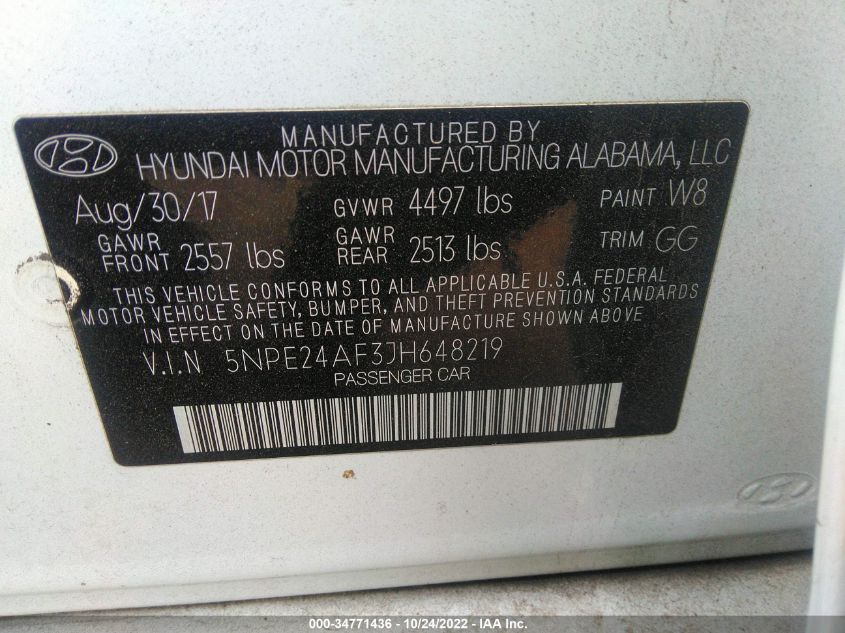 MANUFACTURED BY
HYUNDAI MOTOR MANUFACTURING ALABAMA, LLC
Aug/30/17 GVWR 4497 lbs PAINT W8
GAWR FRONT 2557 lbs GAWR REAR 2513 lbs TRIM GG
THIS VEHICLE CONFORMS TO ALL APPLICABLE U.S.A. FEDERAL
MOTOR VEHICLE SAFETY, BUMPER, AND THEFT PREVENTION STANDARDS
IN EFFECT ON THE DATE OF MANUFACTURE SHOWN ABOVE
V.I.N 5NPE24AF3JH648219
PASSENGER CAR
000-34771436 - 10/24/2022 - IAA Inc.